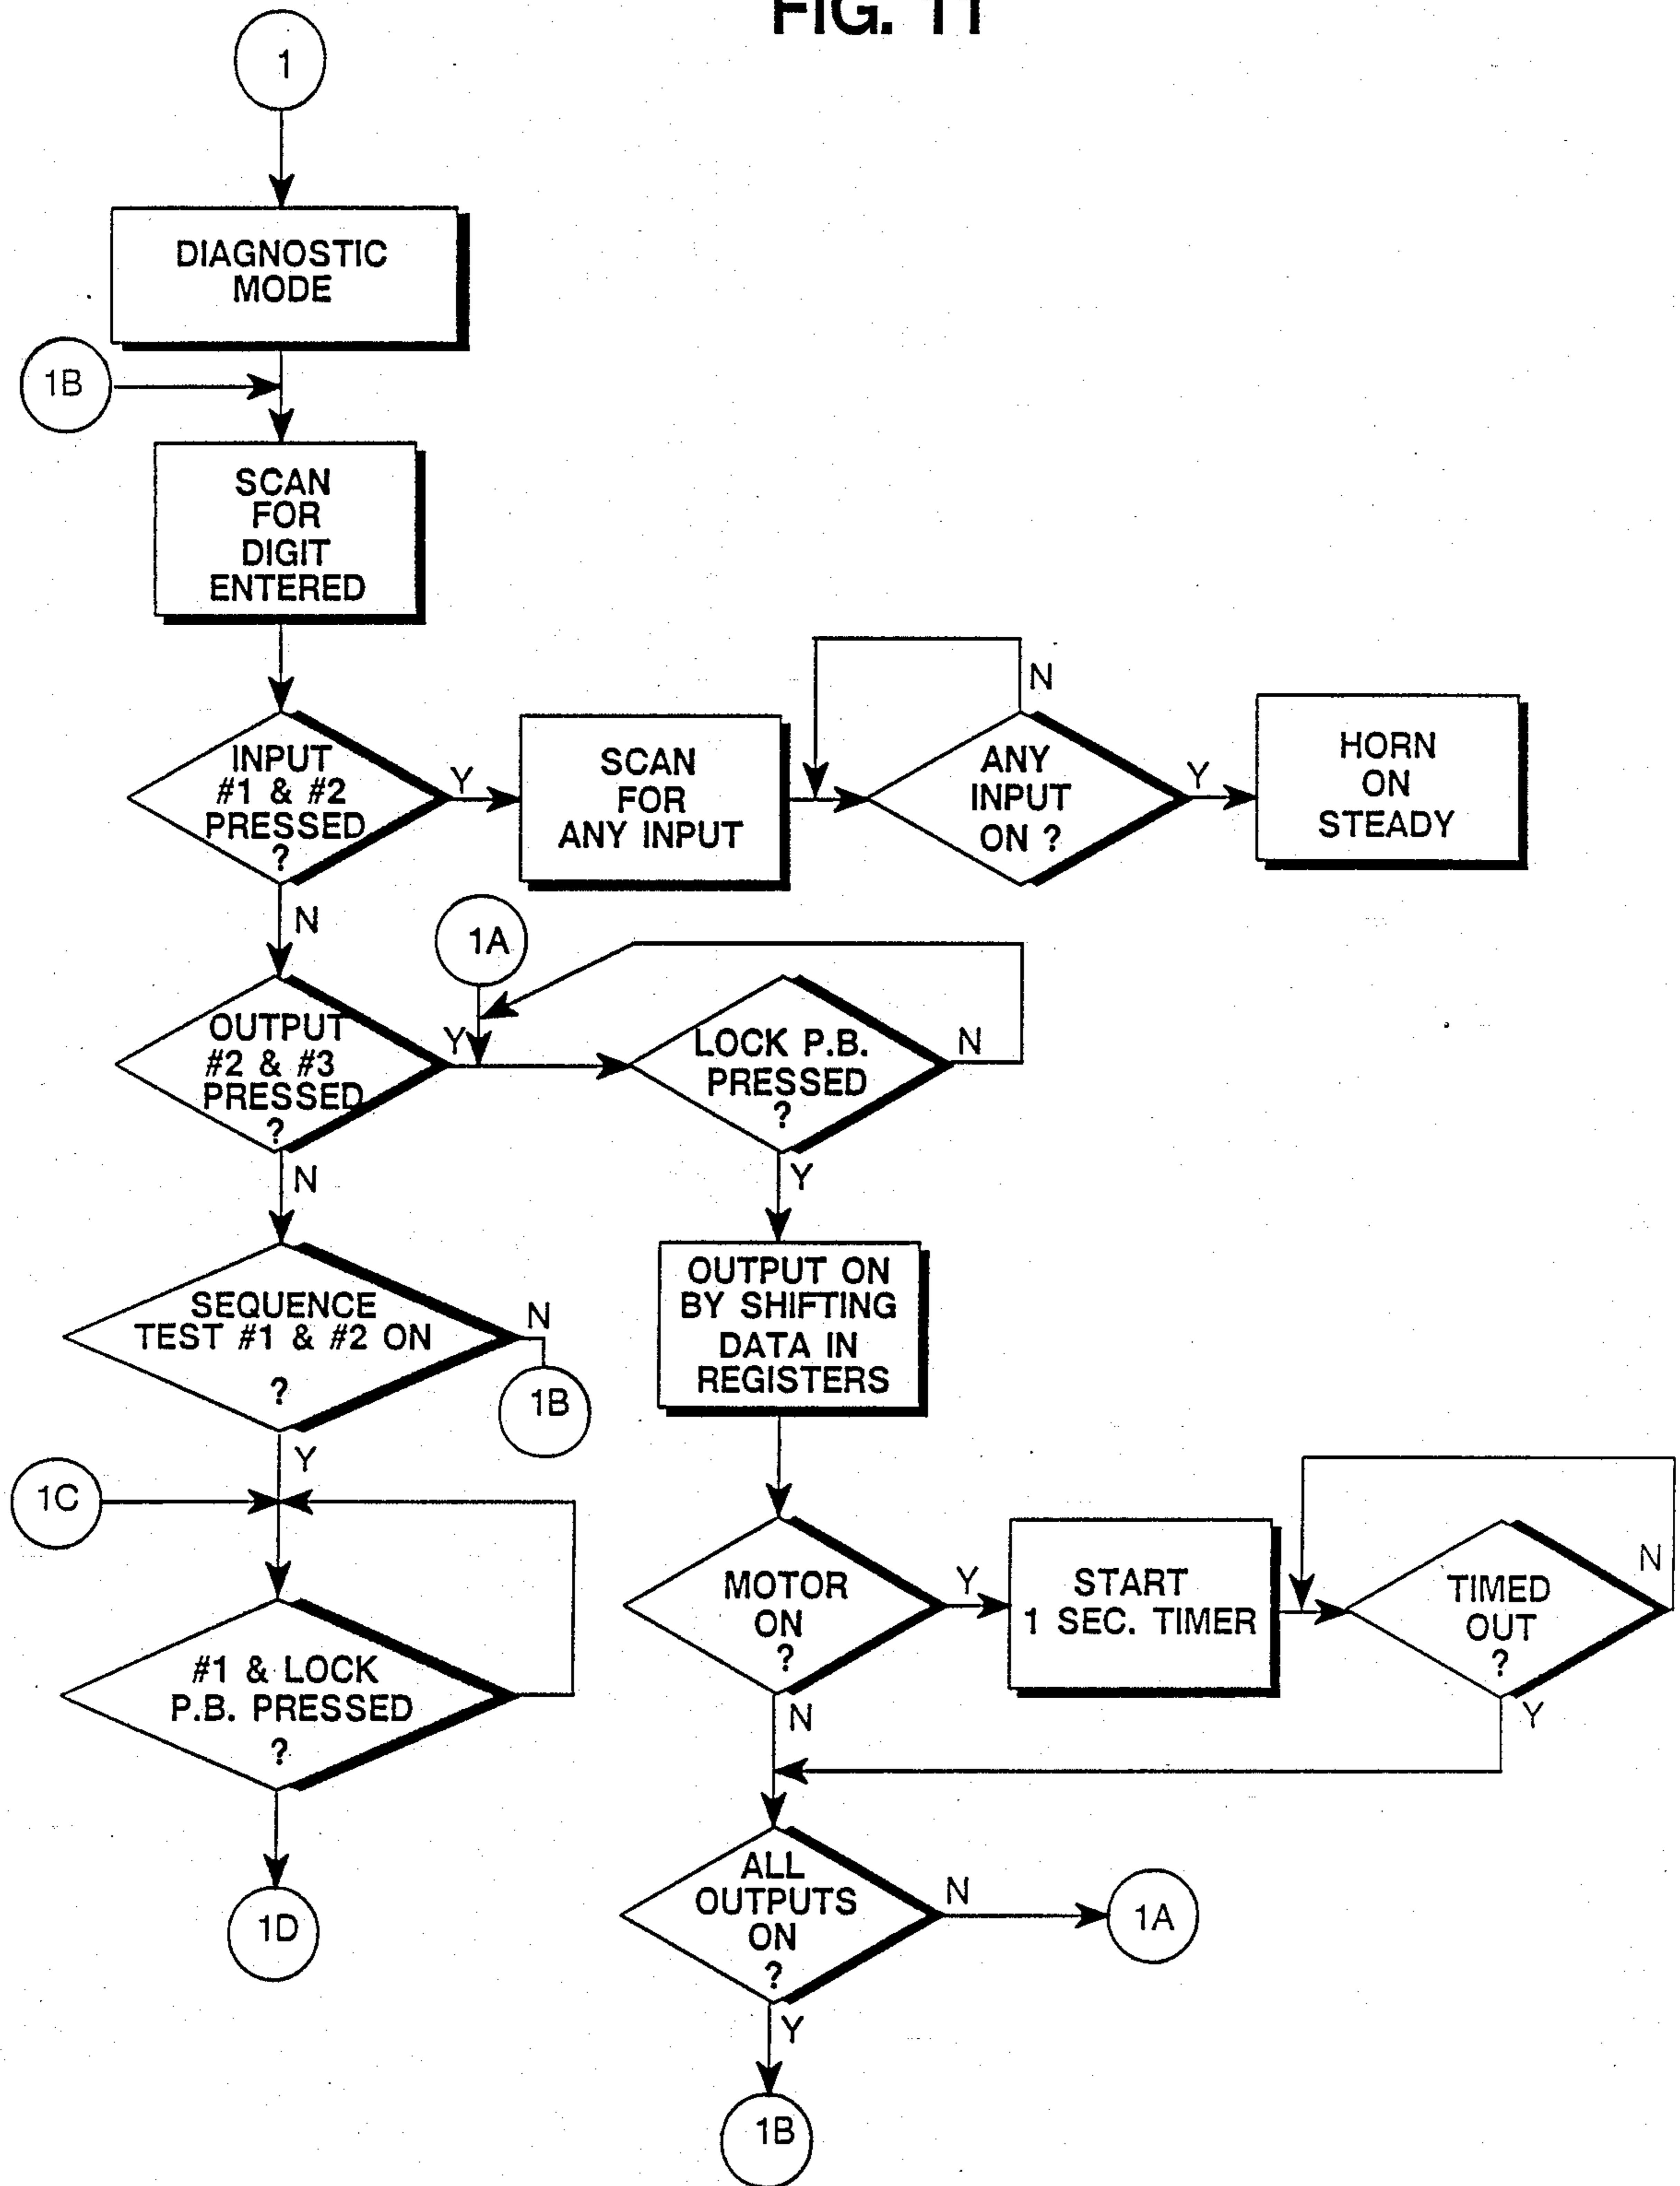 FIG. 11
1
DIAGNOSTIC
MODE
1B
SCAN
FOR
DIGIT
ENTERED
INPUT
#1 & #2
PRESSED
?
Y
N
SCAN
FOR
ANY INPUT
ANY
INPUT
ON ?
N
Y
HORN
ON
STEADY
OUTPUT
#2 & #3
PRESSED
?
Y
N
1A
LOCK P.B.
PRESSED
?
N
Y
SEQUENCE
TEST #1 & #2 ON
?
N
1B
Y
OUTPUT ON
BY SHIFTING
DATA IN
REGISTERS
1C
#1 & LOCK
P.B. PRESSED
?
1D
MOTOR
ON
?
Y
N
START
1 SEC. TIMER
TIMED
OUT
?
N
Y
ALL
OUTPUTS
ON
?
N
1A
Y
1B